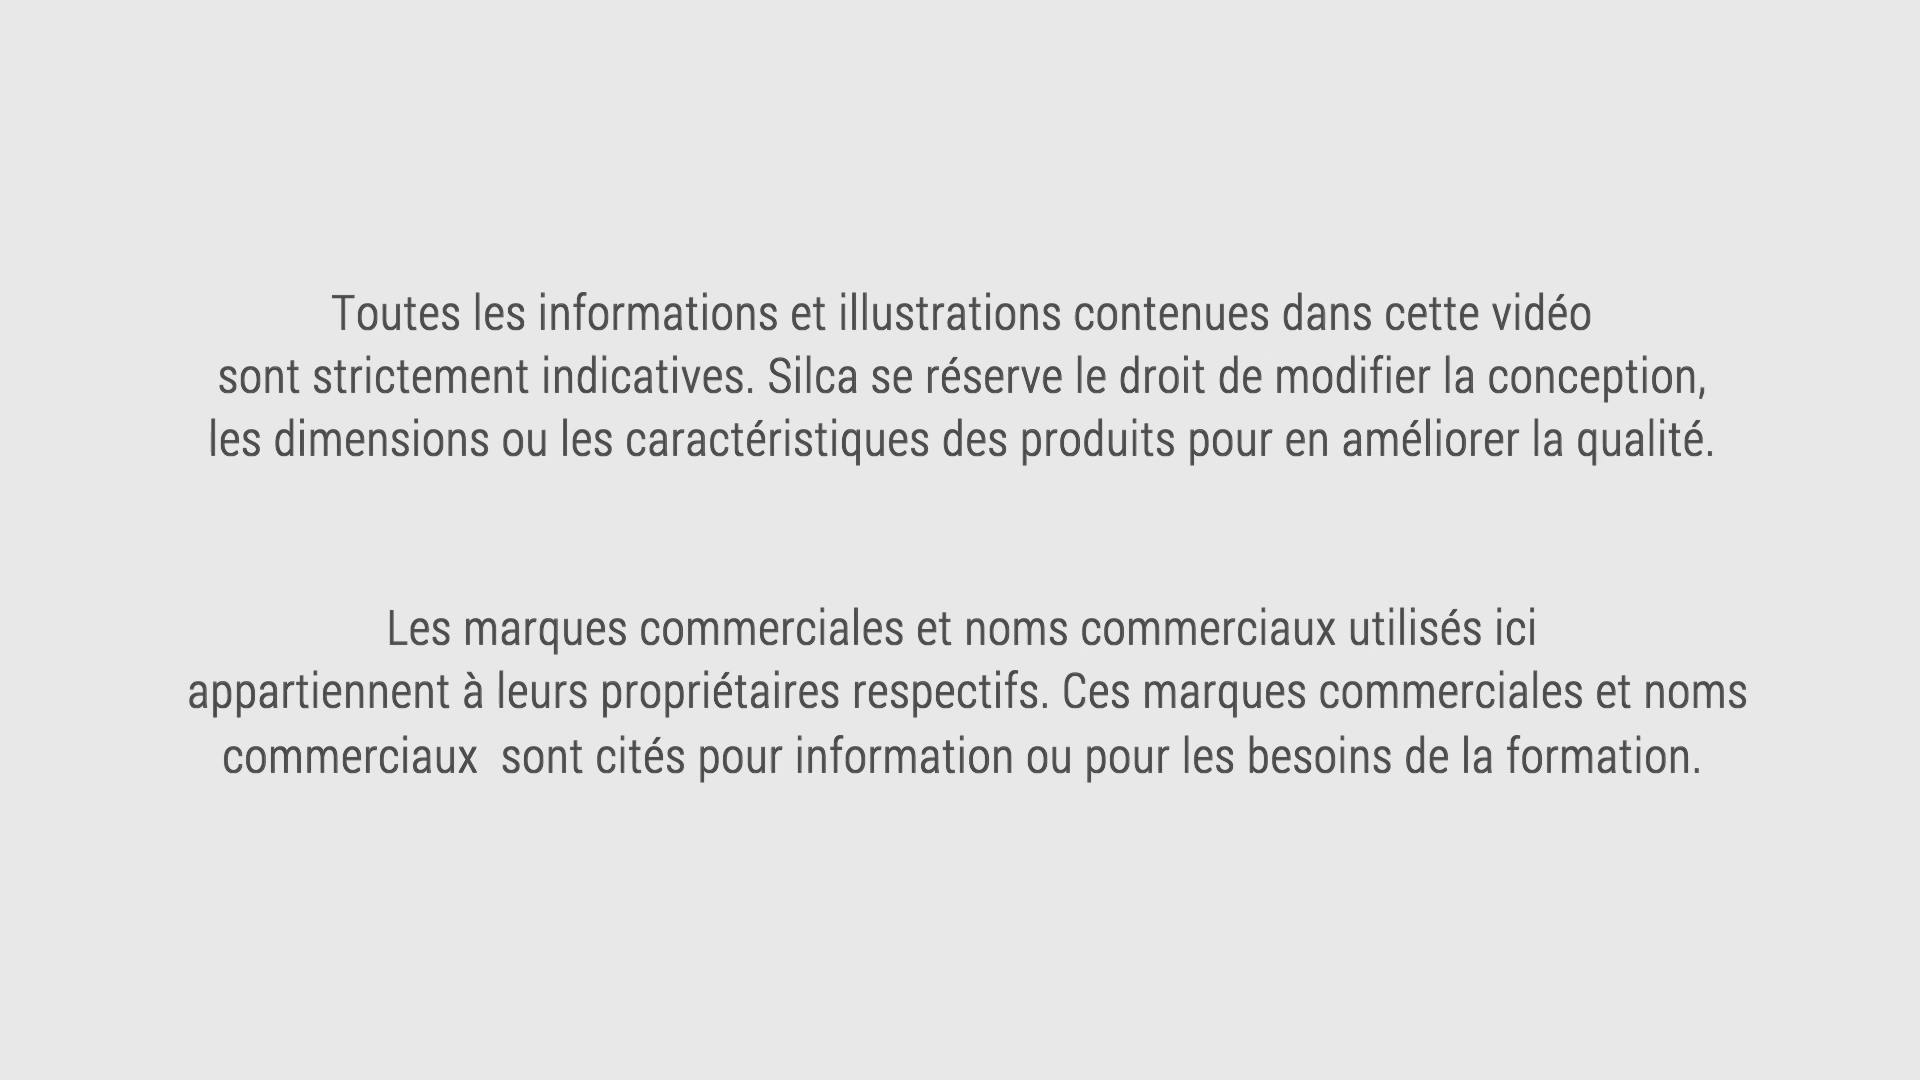 Toutes les informations et illustrations contenues dans cette vidéo
sont strictement indicatives. Silca se réserve le droit de modifier la conception,
les dimensions ou les caractéristiques des produits pour en améliorer la qualité.
Les marques commerciales et noms commerciaux utilisés ici
appartiennent à leurs propriétaires respectifs. Ces marques commerciales et noms
commerciaux  sont cités pour information ou pour les besoins de la formation.